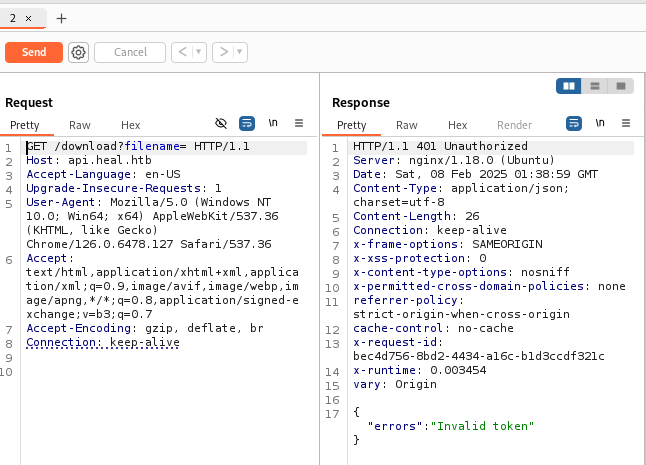 2 × +
Send Cancel < >
Request
Pretty Raw Hex \n
1 GET /download?filename= HTTP/1.1
2 Host: api.heal.htb
3 Accept-Language: en-US
4 Upgrade-Insecure-Requests: 1
5 User-Agent: Mozilla/5.0 (Windows NT
10.0; Win64; x64) AppleWebKit/537.36
(KHTML, like Gecko)
Chrome/126.0.6478.127 Safari/537.36
6 Accept:
text/html,application/xhtml+xml,applica
tion/xml;q=0.9,image/avif,image/webp,im
age/apng,*/*;q=0.8,application/signed-e
xchange;v=b3;q=0.7
7 Accept-Encoding: gzip, deflate, br
8 Connection: keep-alive
9
10
Response
Pretty Raw Hex Render \n
1 HTTP/1.1 401 Unauthorized
2 Server: nginx/1.18.0 (Ubuntu)
3 Date: Sat, 08 Feb 2025 01:38:59 GMT
4 Content-Type: application/json;
charset=utf-8
5 Content-Length: 26
6 Connection: keep-alive
7 x-frame-options: SAMEORIGIN
8 x-xss-protection: 0
9 x-content-type-options: nosniff
10 x-permitted-cross-domain-policies: none
11 referrer-policy:
strict-origin-when-cross-origin
12 cache-control: no-cache
13 x-request-id:
bec4d756-8bd2-4434-a16c-b1d3ccdf321c
14 x-runtime: 0.003454
15 vary: Origin
16
17 {
"errors":"Invalid token"
}